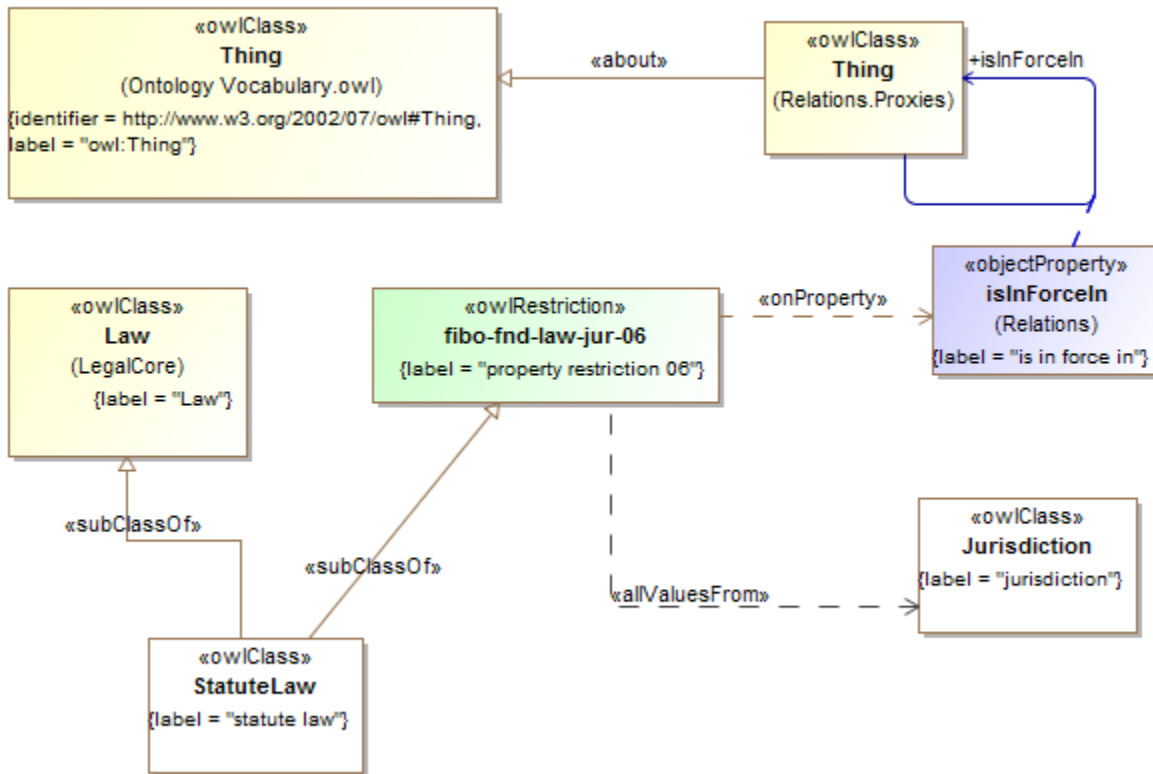 «owlClass»
Thing
(Ontology Vocabulary.owl)
{identifier = http://www.w3.org/2002/07/owl#Thing,
label = "owl:Thing"}
«about»
«owlClass»
Thing
(Relations.Proxies)
+isInForceIn
«owlClass»
Law
(LegalCore)
{label = "Law"}
«owlRestriction»
fibo-fnd-law-jur-06
{label = "property restriction 06"}
«onProperty»
«objectProperty»
isInForceIn
(Relations)
{label = "is in force in"}
«subClassOf»
«subClassOf»
«allValuesFrom»
«owlClass»
Jurisdiction
{label = "jurisdiction"}
«owlClass»
StatuteLaw
{label = "statute law"}